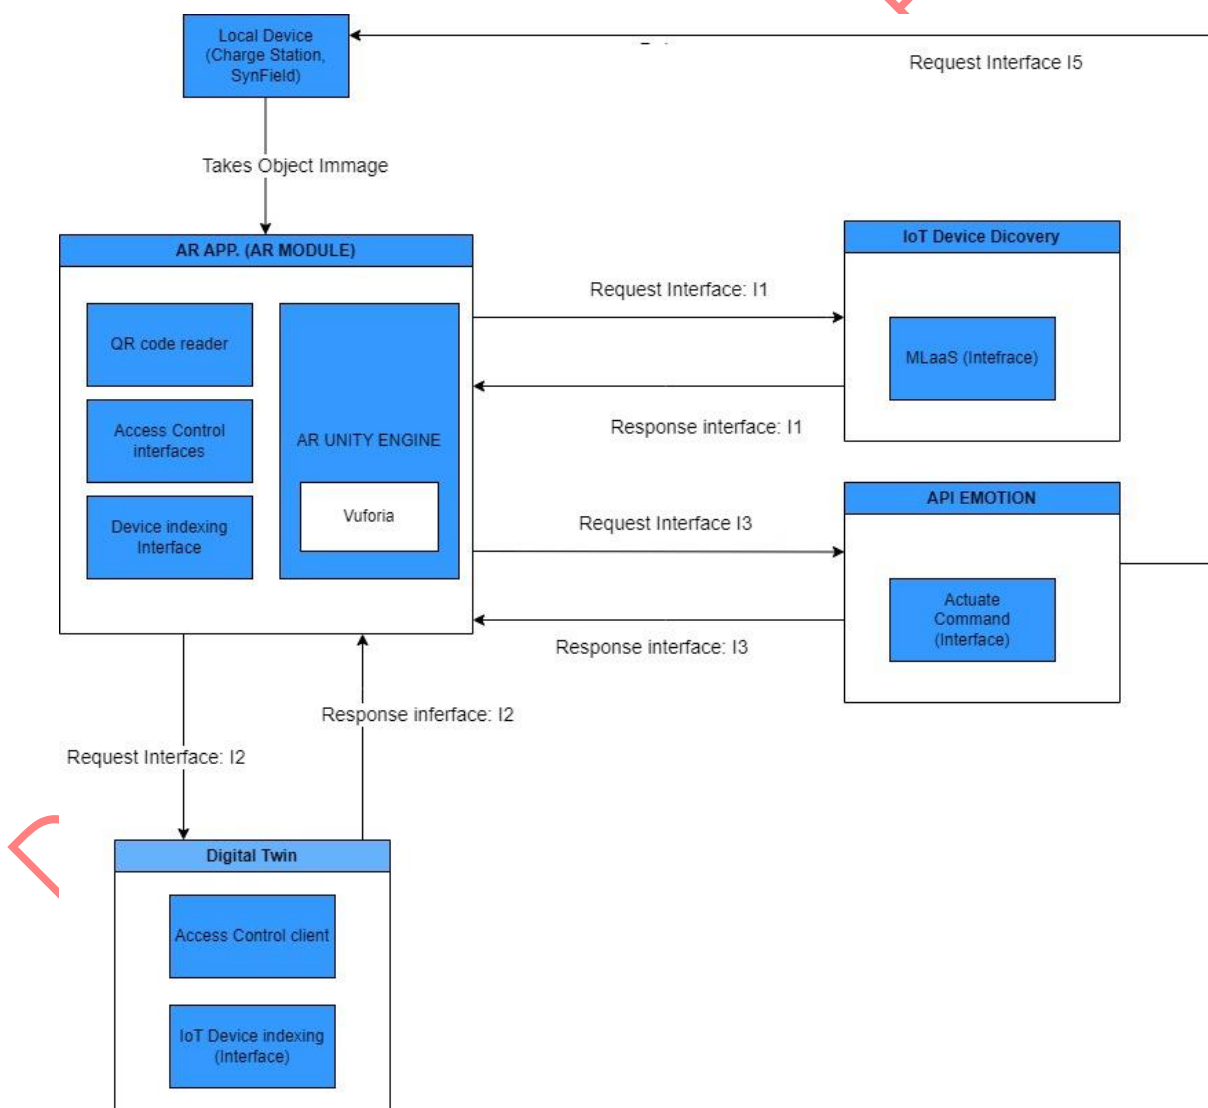 Local Device
(Charge Station,
SynField)
Request Interface I5
Takes Object Immage
AR APP. (AR MODULE)
QR code reader
Access Control
interfaces
Device indexing
Interface
AR UNITY ENGINE
Vuforia
Request Interface: I1
Response interface: I1
IoT Device Dicovery
MLaaS (Intefrace)
Request Interface I3
Response interface: I3
API EMOTION
Actuate
Command
(Interface)
Request Interface: I2
Response inferface: I2
Digital Twin
Access Control client
IoT Device indexing
(Interface)